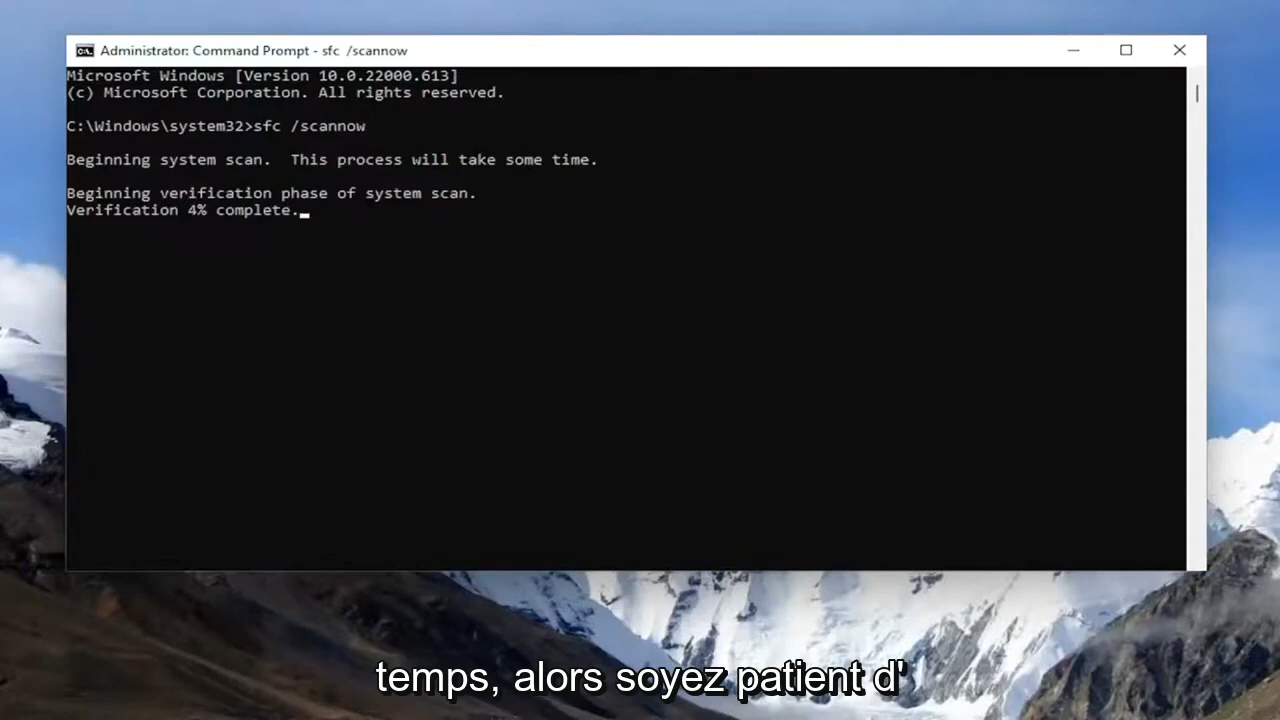 Administrator: Command Prompt - sfc  /scannow
Microsoft Windows [Version 10.0.22000.613]
(c) Microsoft Corporation. All rights reserved.
C:\Windows\system32>sfc /scannow
Beginning system scan.  This process will take some time.
Beginning verification phase of system scan.
Verification 4% complete.
temps, alors soyez patient d'